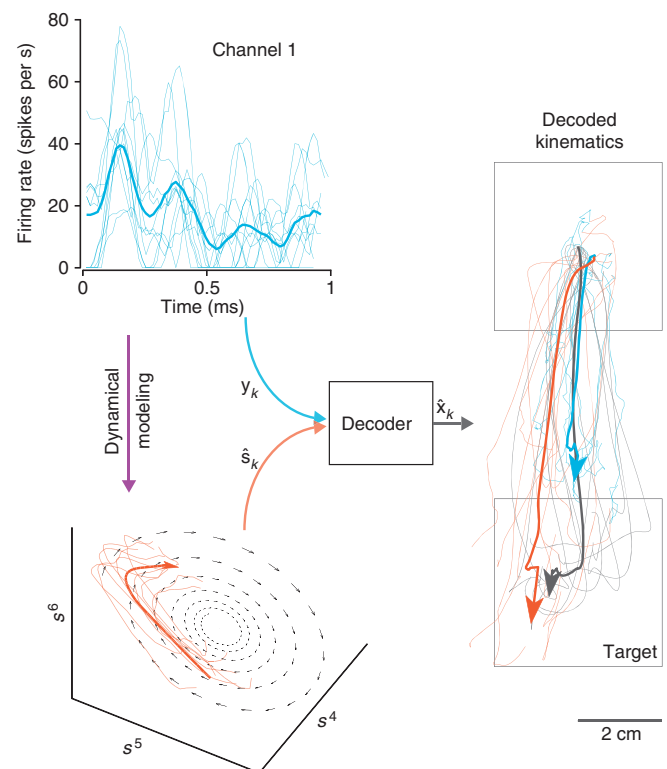 80
60
40
20
0
Firing rate (spikes per s)
Channel 1
0
0.5
1
Time (ms)
Dynamical
modeling
y_k
ŝ_k
Decoder
x̂_k
Decoded
kinematics
Target
2 cm
s^6
s^5
s^4